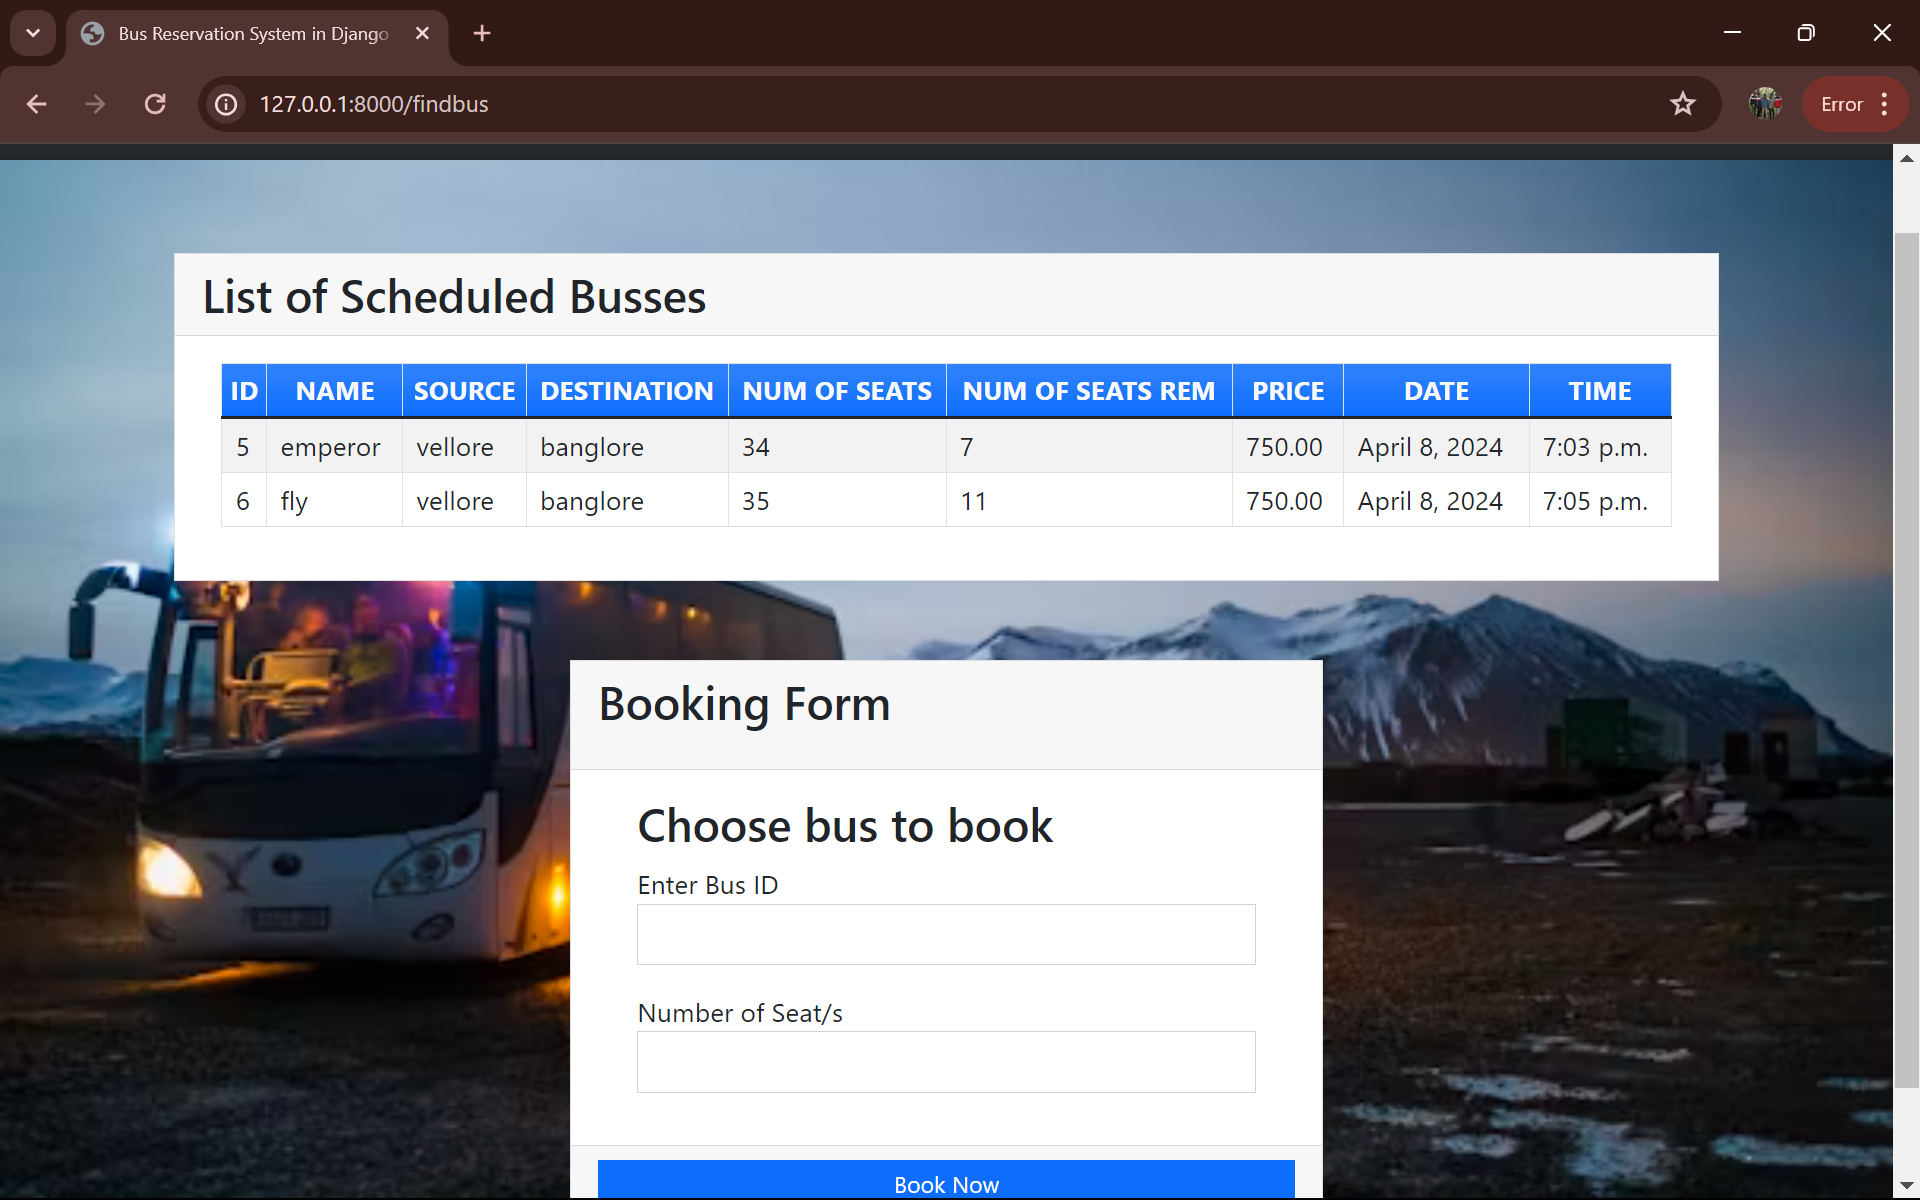 Bus Reservation System in Django
127.0.0.1:8000/findbus
Error
List of Scheduled Busses
ID NAME SOURCE DESTINATION NUM OF SEATS NUM OF SEATS REM PRICE DATE TIME
5 emperor vellore banglore 34 7 750.00 April 8, 2024 7:03 p.m.
6 fly vellore banglore 35 11 750.00 April 8, 2024 7:05 p.m.
Booking Form
Choose bus to book
Enter Bus ID
Number of Seat/s
Book Now